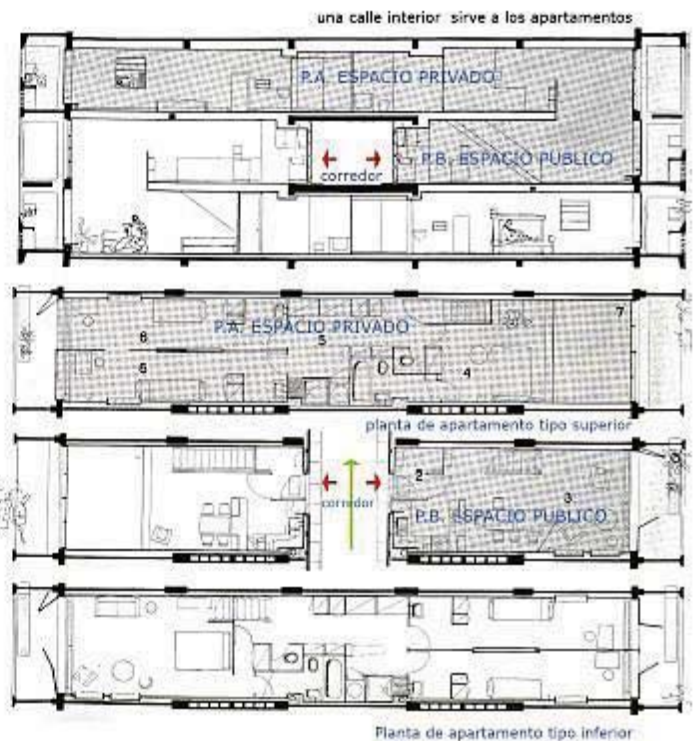 una calle interior sirve a los apartamentos
P.A. ESPACIO PRIVADO
P.B. ESPACIO PUBLICO
corredor
P.A. ESPACIO PRIVADO
7
6
5
5
4
planta de apartamento tipo superior
2
corredor
3
P.B. ESPACIO PUBLICO
Planta de apartamento tipo inferior